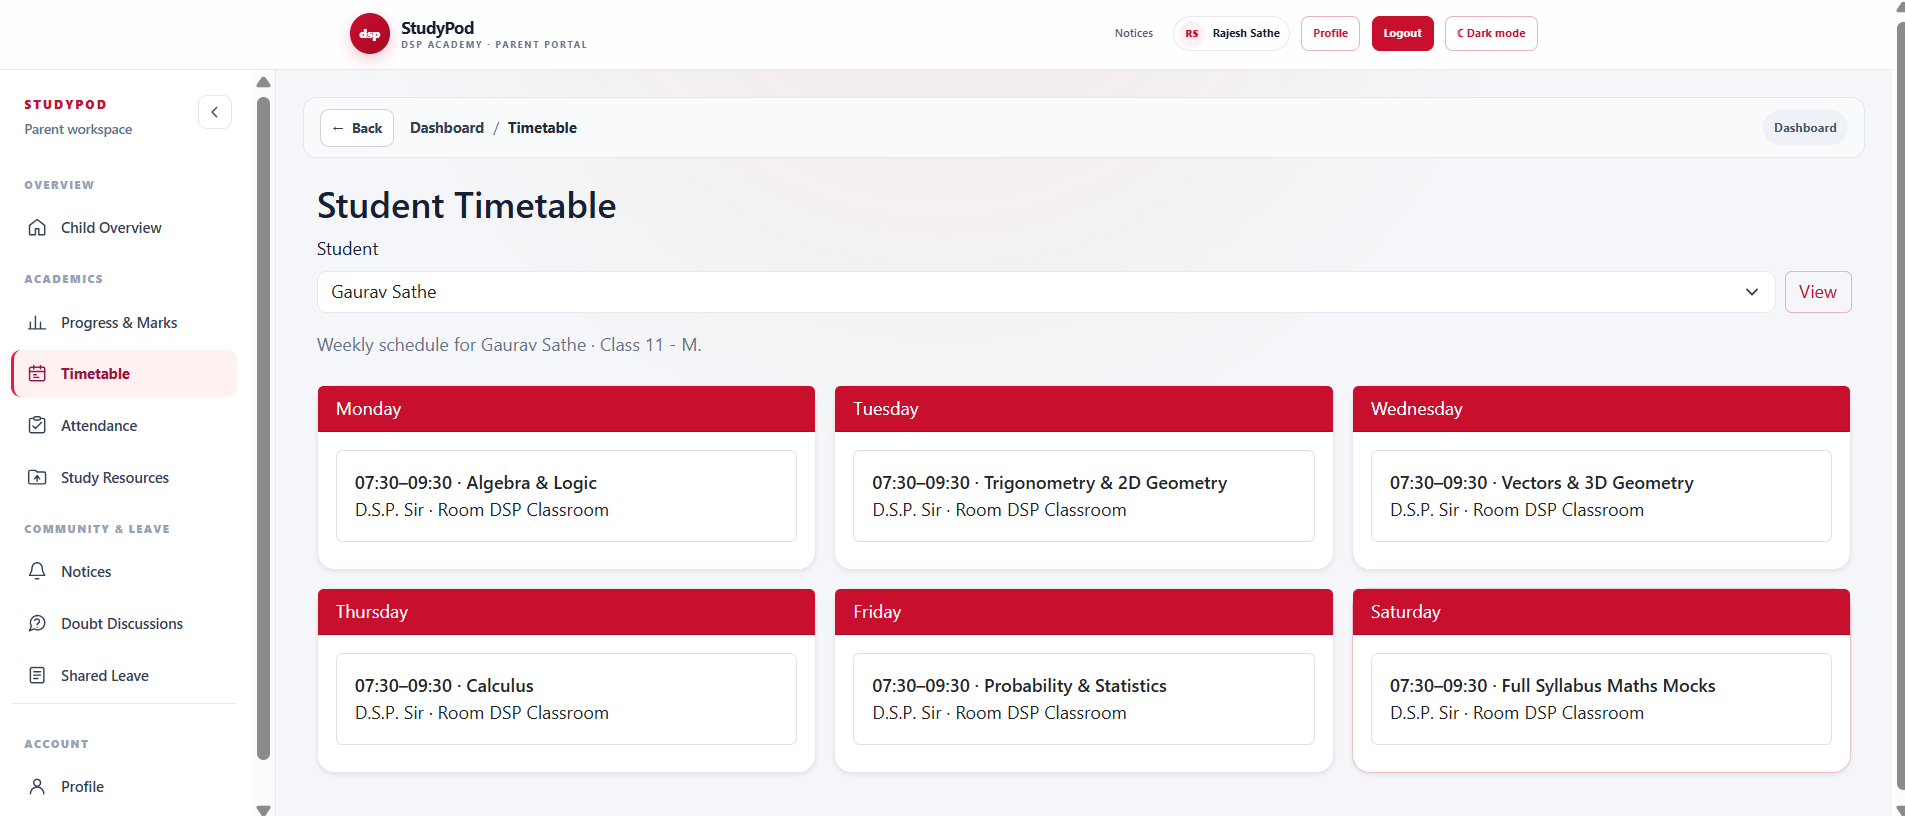 dsp
StudyPod
DSP ACADEMY · PARENT PORTAL
Notices
RS Rajesh Sathe
Profile
Logout
☾ Dark mode
STUDYPOD
Parent workspace
OVERVIEW
Child Overview
ACADEMICS
Progress & Marks
Timetable
Attendance
Study Resources
COMMUNITY & LEAVE
Notices
Doubt Discussions
Shared Leave
ACCOUNT
Profile
← Back
Dashboard / Timetable
Dashboard
Student Timetable
Student
Gaurav Sathe
View
Weekly schedule for Gaurav Sathe · Class 11 - M.
Monday
07:30–09:30 · Algebra & Logic
D.S.P. Sir · Room DSP Classroom
Tuesday
07:30–09:30 · Trigonometry & 2D Geometry
D.S.P. Sir · Room DSP Classroom
Wednesday
07:30–09:30 · Vectors & 3D Geometry
D.S.P. Sir · Room DSP Classroom
Thursday
07:30–09:30 · Calculus
D.S.P. Sir · Room DSP Classroom
Friday
07:30–09:30 · Probability & Statistics
D.S.P. Sir · Room DSP Classroom
Saturday
07:30–09:30 · Full Syllabus Maths Mocks
D.S.P. Sir · Room DSP Classroom